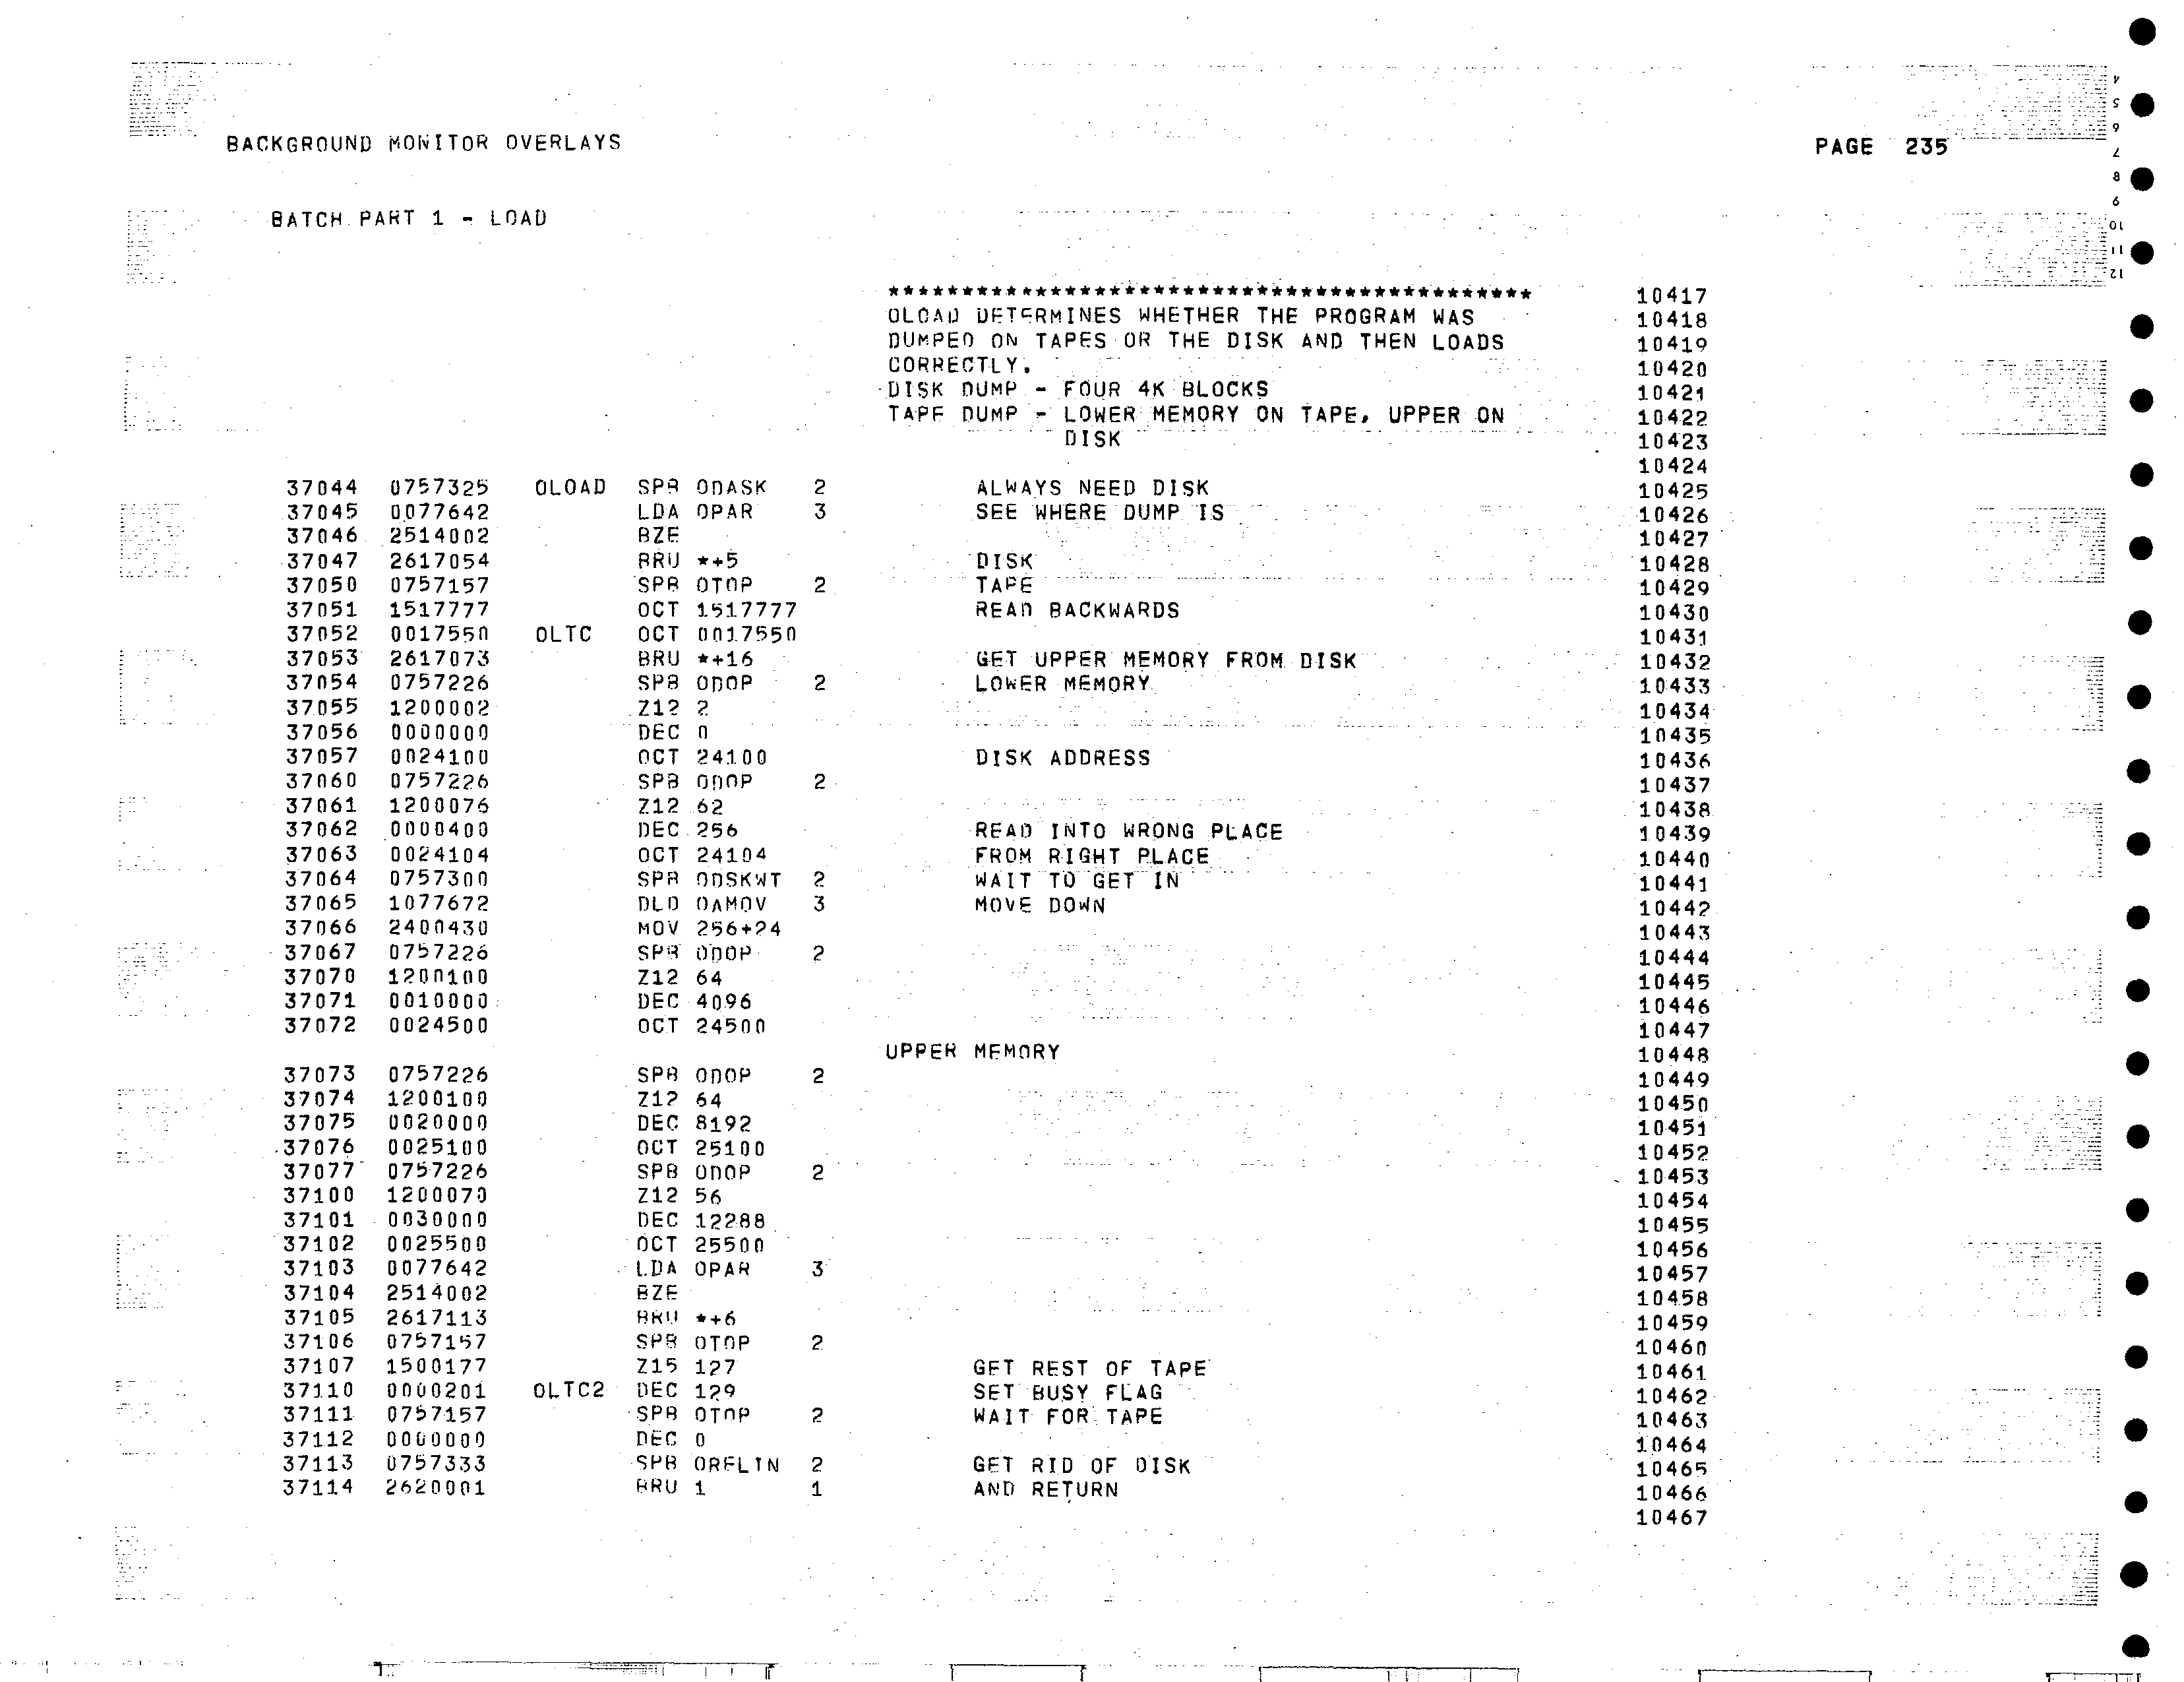 BACKGROUND MONITOR OVERLAYS PAGE 235
BATCH PART 1 - LOAD
******************************************** 10417
OLOAD DETERMINES WHETHER THE PROGRAM WAS 10418
DUMPED ON TAPES OR THE DISK AND THEN LOADS 10419
CORRECTLY. 10420
DISK DUMP - FOUR 4K BLOCKS 10421
TAPE DUMP - LOWER MEMORY ON TAPE, UPPER ON 10422
DISK 10423
10424
37044 0757325 OLOAD SPB ODASK 2 ALWAYS NEED DISK 10425
37045 0077642 LDA OPAR 3 SEE WHERE DUMP IS 10426
37046 2514002 BZE 10427
37047 2617054 BRU *+5 DISK 10428
37050 0757157 SPB OTOP 2 TAPE 10429
37051 1517777 OCT 1517777 READ BACKWARDS 10430
37052 0017550 OLTC OCT 0017550 10431
37053 2617073 BRU *+16 GET UPPER MEMORY FROM DISK 10432
37054 0757226 SPB ODOP 2 LOWER MEMORY 10433
37055 1200002 Z12 2 10434
37056 0000000 DEC 0 10435
37057 0024100 OCT 24100 DISK ADDRESS 10436
37060 0757226 SPB ODOP 2 10437
37061 1200076 Z12 62 10438
37062 0000400 DEC 256 READ INTO WRONG PLACE 10439
37063 0024104 OCT 24104 FROM RIGHT PLACE 10440
37064 0757300 SPB ODSKWT 2 WAIT TO GET IN 10441
37065 1077672 DLD OAMOV 3 MOVE DOWN 10442
37066 2400430 MOV 256+24 10443
37067 0757226 SPB ODOP 2 10444
37070 1200100 Z12 64 10445
37071 0010000 DEC 4096 10446
37072 0024500 OCT 24500 10447
UPPER MEMORY 10448
37073 0757226 SPB ODOP 2 10449
37074 1200100 Z12 64 10450
37075 0020000 DEC 8192 10451
37076 0025100 OCT 25100 10452
37077 0757226 SPB ODOP 2 10453
37100 1200070 Z12 56 10454
37101 0030000 DEC 12288 10455
37102 0025500 OCT 25500 10456
37103 0077642 LDA OPAR 3 10457
37104 2514002 BZE 10458
37105 2617113 BRU *+6 10459
37106 0757157 SPB OTOP 2 10460
37107 1500177 Z15 127 GET REST OF TAPE 10461
37110 0000201 OLTC2 DEC 129 SET BUSY FLAG 10462
37111 0757157 SPB OTOP 2 WAIT FOR TAPE 10463
37112 0000000 DEC 0 10464
37113 0757333 SPB ORELIN 2 GET RID OF DISK 10465
37114 2620001 BRU 1 1 AND RETURN 10466
10467
4
5
6
7
8
9
10
11
12